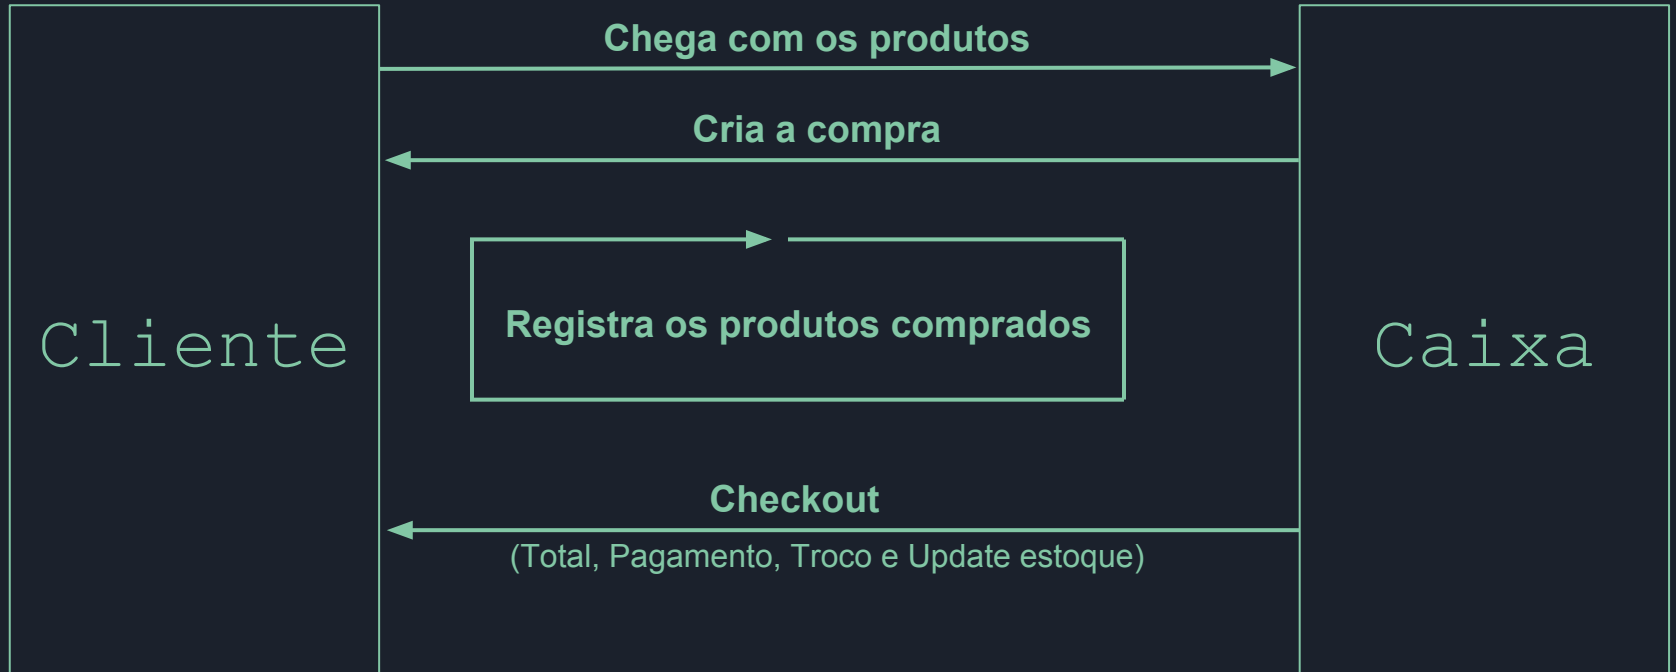 Chega com os produtos
Cria a compra
Registra os produtos comprados
Cliente
Caixa
Checkout
(Total, Pagamento, Troco e Update estoque)